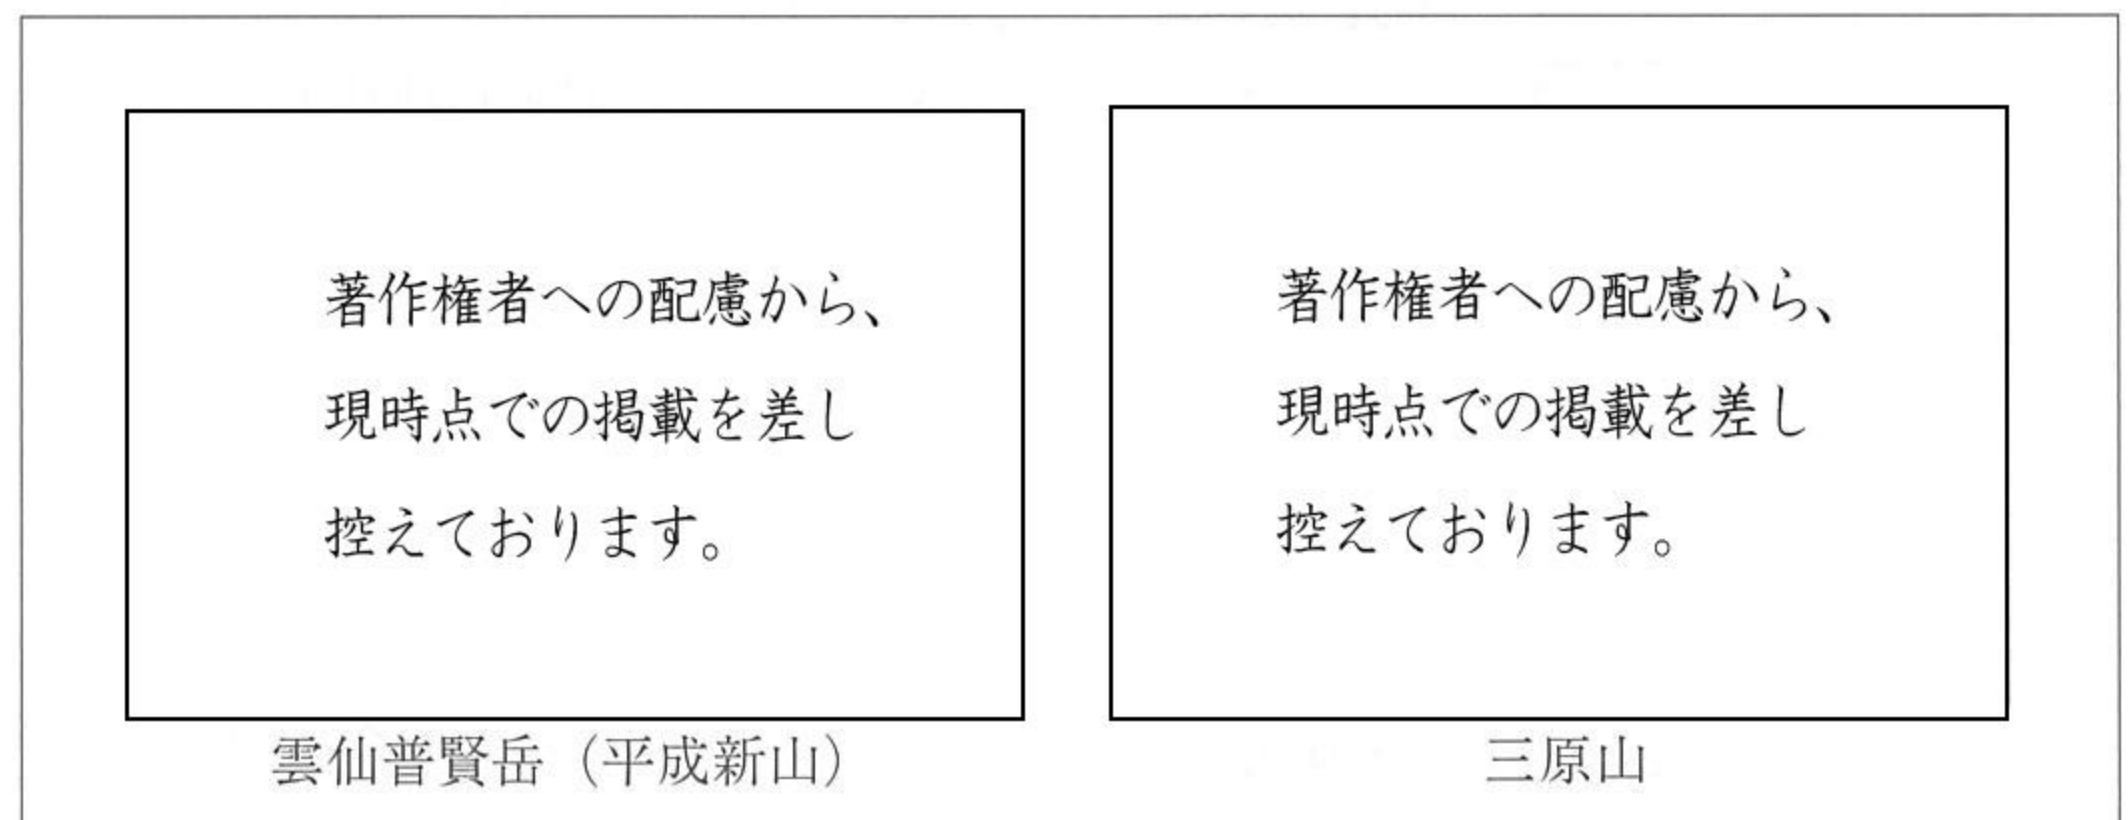 著作権者への配慮から、
現時点での掲載を差し
控えております。
雲仙普賢岳（平成新山）
著作権者への配慮から、
現時点での掲載を差し
控えております。
三原山